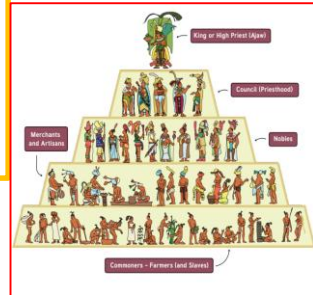 King or High Priest (Ajaw)
Council (Priesthood)
Nobles
Merchants
and Artisans
Commoners – Farmers (and Slaves)